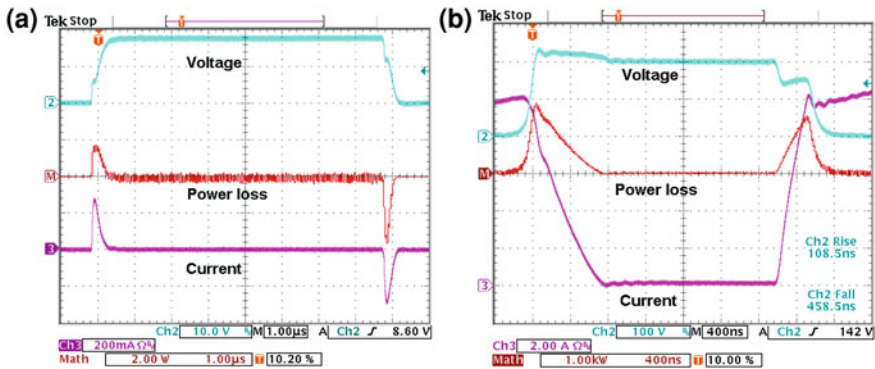 (a)
Tek Stop
T
T
2
Voltage
M
Power loss
3
Current
Ch2 10.0 V M 1.00µs A Ch2 8.60 V
Ch3 200mA Ω
Math 2.00 W 1.00µs T 10.20 %
(b)
Tek Stop
T
T
Voltage
2
M
Power loss
Ch2 Rise
108.5ns
3
Current
Ch2 Fall
458.5ns
Ch2 100 V M 400ns A Ch2 142 V
Ch3 2.00 A Ω
Math 1.00kW 400ns T 10.00 %